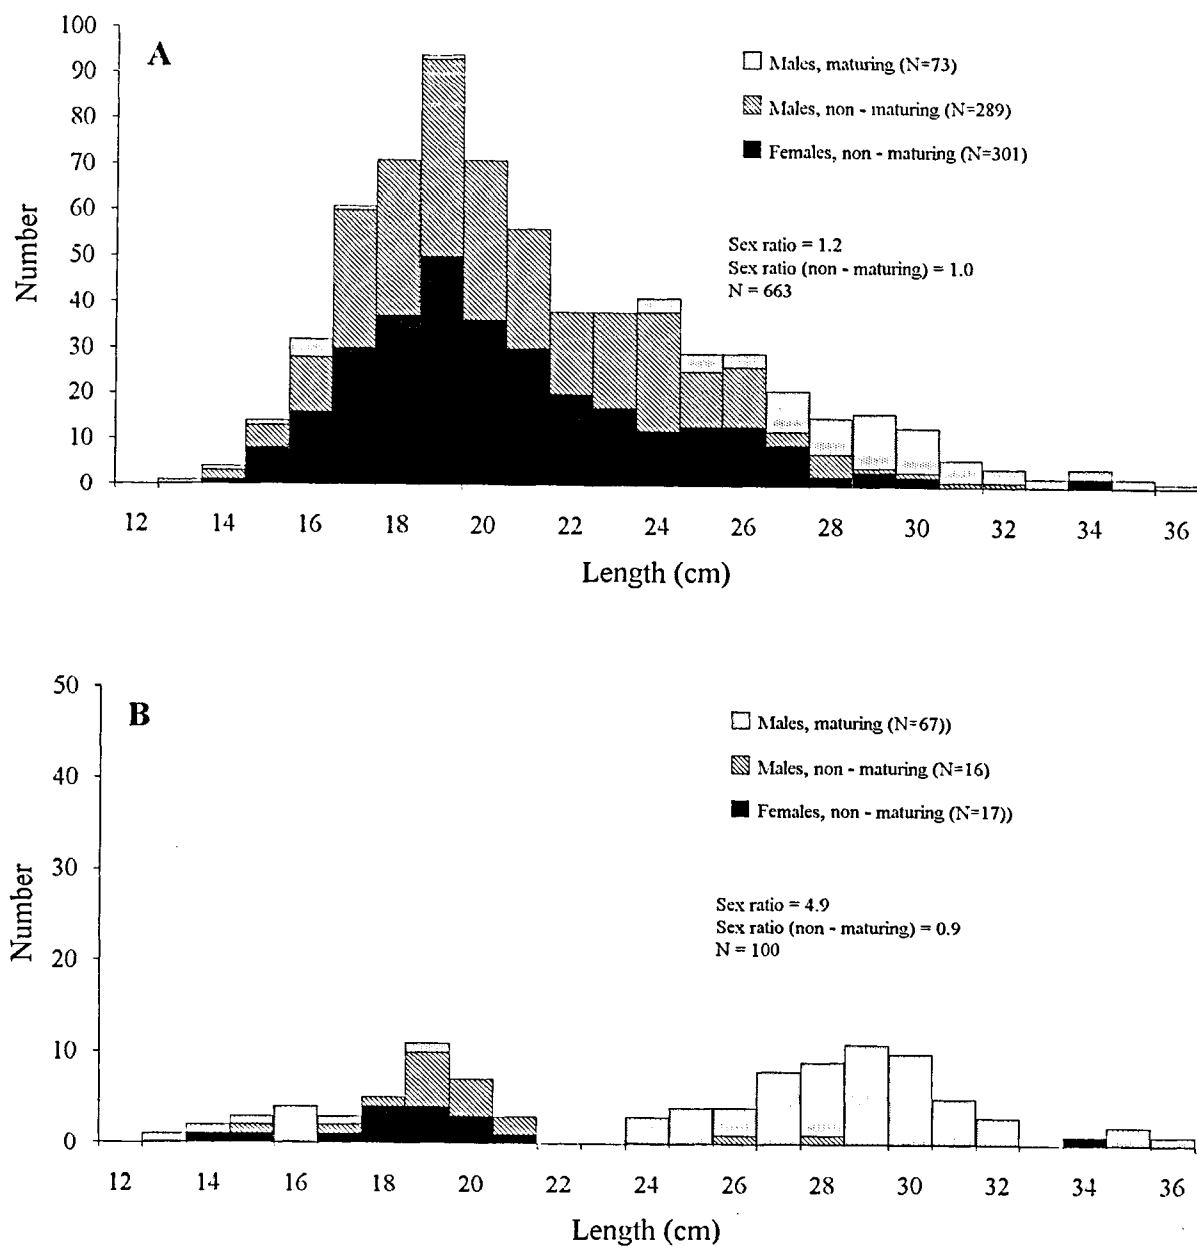 A
100
90
80
70
60
50
40
30
20
10
0
Number
Males, maturing (N=73)
Males, non - maturing (N=289)
Females, non - maturing (N=301)
Sex ratio = 1.2
Sex ratio (non - maturing) = 1.0
N = 663
12 14 16 18 20 22 24 26 28 30 32 34 36
Length (cm)
B
50
40
30
20
10
0
Number
Males, maturing (N=67))
Males, non - maturing (N=16)
Females, non - maturing (N=17))
Sex ratio = 4.9
Sex ratio (non - maturing) = 0.9
N = 100
12 14 16 18 20 22 24 26 28 30 32 34 36
Length (cm)